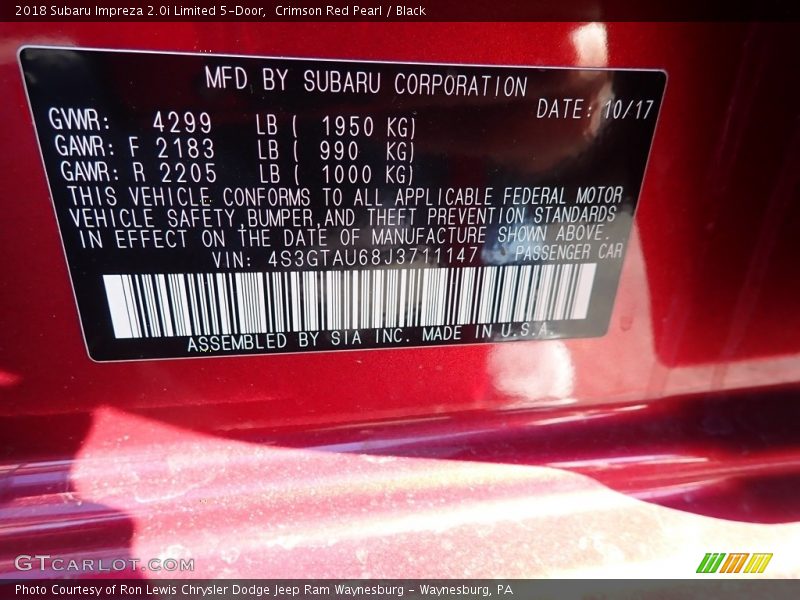 2018 Subaru Impreza 2.0i Limited 5-Door,  Crimson Red Pearl / Black
MFD BY SUBARU CORPORATION
DATE: 10/17
GVWR: 4299 LB ( 1950 KG)
GAWR: F 2183 LB ( 990 KG)
GAWR: R 2205 LB ( 1000 KG)
THIS VEHICLE CONFORMS TO ALL APPLICABLE FEDERAL MOTOR
VEHICLE SAFETY,BUMPER,AND THEFT PREVENTION STANDARDS
IN EFFECT ON THE DATE OF MANUFACTURE SHOWN ABOVE.
VIN: 4S3GTAU68J3711147 PASSENGER CAR
ASSEMBLED BY SIA INC. MADE IN U.S.A.
GTCARLOT.COM
Photo Courtesy of Ron Lewis Chrysler Dodge Jeep Ram Waynesburg - Waynesburg, PA